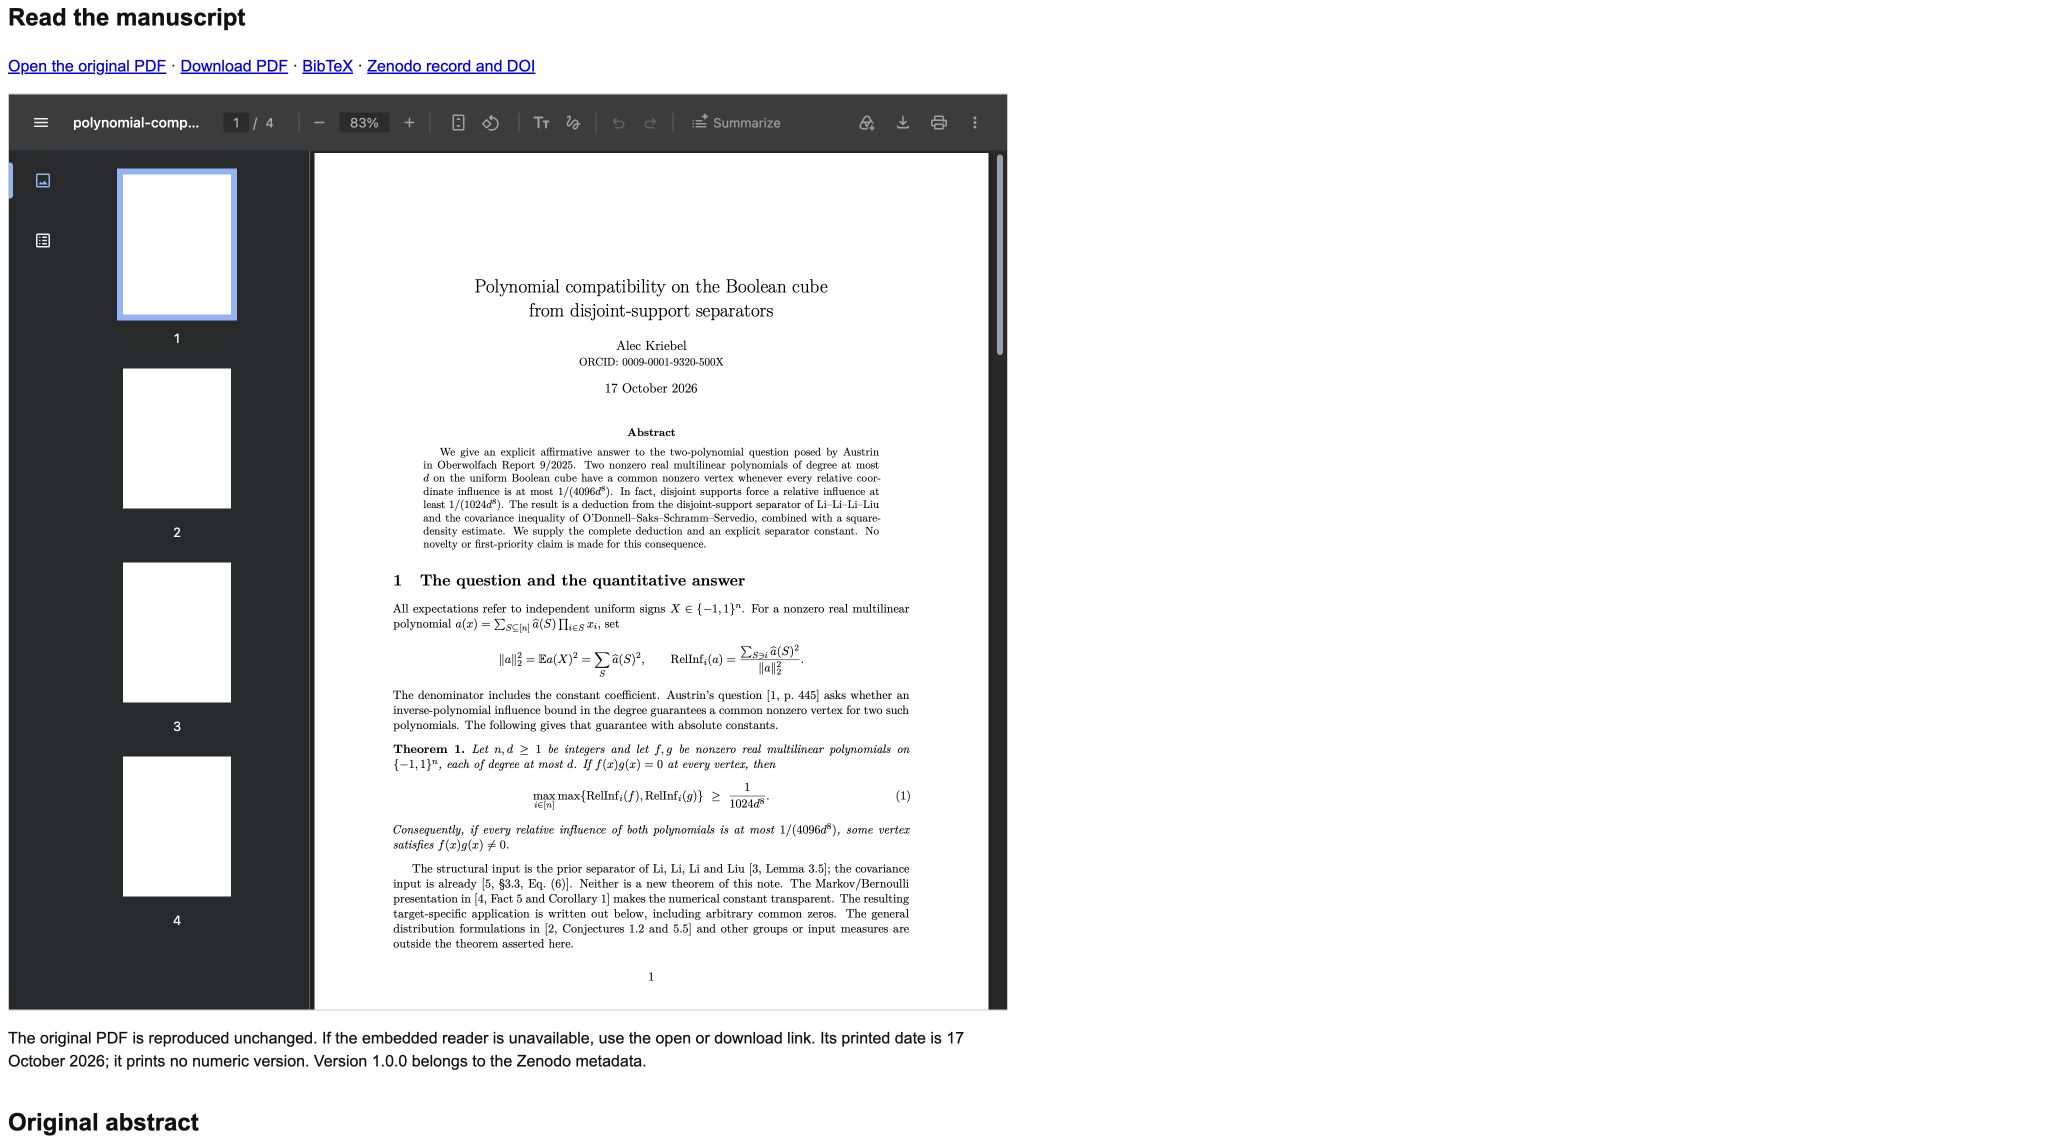 Read the manuscript
Open the original PDF · Download PDF · BibTeX · Zenodo record and DOI
polynomial-comp... 1 / 4 − 83% + Summarize
1
2
3
4
Polynomial compatibility on the Boolean cube
from disjoint-support separators
Alec Kriebel
ORCID: 0009-0001-9320-500X
17 October 2026
Abstract
We give an explicit affirmative answer to the two-polynomial question posed by Austrin
in Oberwolfach Report 9/2025. Two nonzero real multilinear polynomials of degree at most
d on the uniform Boolean cube have a common nonzero vertex whenever every relative coor-
dinate influence is at most 1/(4096d⁸). In fact, disjoint supports force a relative influence at
least 1/(1024d⁸). The result is a deduction from the disjoint-support separator of Li–Li–Li–Liu
and the covariance inequality of O'Donnell–Saks–Schramm–Servedio, combined with a square-
density estimate. We supply the complete deduction and an explicit separator constant. No
novelty or first-priority claim is made for this consequence.
1 The question and the quantitative answer
All expectations refer to independent uniform signs X ∈ {−1, 1}ⁿ. For a nonzero real multilinear
polynomial a(x) = ∑_{S⊆[n]} â(S) ∏_{i∈S} x_i, set
‖a‖₂² = 𝔼a(X)² = ∑_S â(S)², RelInf_i(a) = ∑_{S∋i} â(S)² / ‖a‖₂².
The denominator includes the constant coefficient. Austrin's question [1, p. 445] asks whether an
inverse-polynomial influence bound in the degree guarantees a common nonzero vertex for two such
polynomials. The following gives that guarantee with absolute constants.
Theorem 1. Let n, d ≥ 1 be integers and let f, g be nonzero real multilinear polynomials on
{−1, 1}ⁿ, each of degree at most d. If f(x)g(x) = 0 at every vertex, then
max_{i∈[n]} max{RelInf_i(f), RelInf_i(g)} ≥ 1 / 1024d⁸. (1)
Consequently, if every relative influence of both polynomials is at most 1/(4096d⁸), some vertex
satisfies f(x)g(x) ≠ 0.
The structural input is the prior separator of Li, Li, Li and Liu [3, Lemma 3.5]; the covariance
input is already [5, §3.3, Eq. (6)]. Neither is a new theorem of this note. The Markov/Bernoulli
presentation in [4, Fact 5 and Corollary 1] makes the numerical constant transparent. The resulting
target-specific application is written out below, including arbitrary common zeros. The general
distribution formulations in [2, Conjectures 1.2 and 5.5] and other groups or input measures are
outside the theorem asserted here.
1
The original PDF is reproduced unchanged. If the embedded reader is unavailable, use the open or download link. Its printed date is 17
October 2026; it prints no numeric version. Version 1.0.0 belongs to the Zenodo metadata.
Original abstract